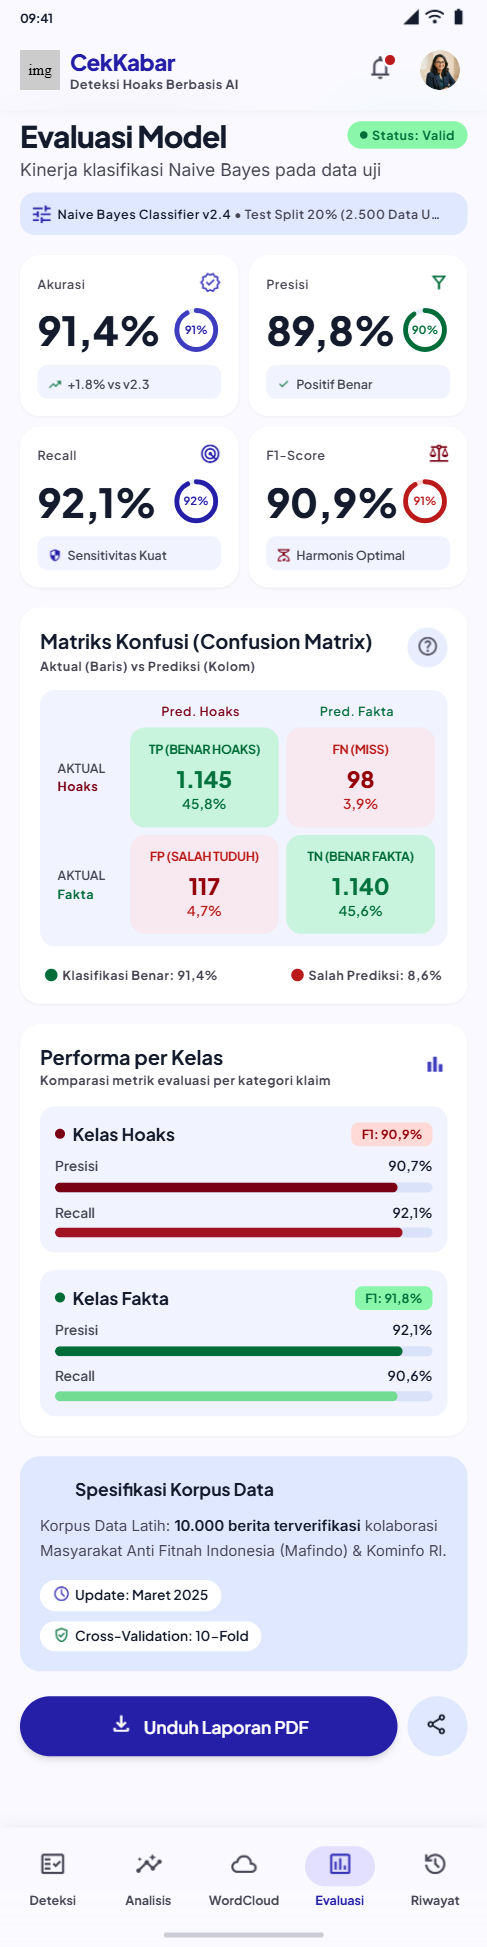 09:41
img
CekKabar
Deteksi Hoaks Berbasis AI
Evaluasi Model
Status: Valid
Kinerja klasifikasi Naive Bayes pada data uji
Naive Bayes Classifier v2.4 • Test Split 20% (2.500 Data U…
Akurasi
91,4%
91%
+1.8% vs v2.3
Presisi
89,8%
90%
Positif Benar
Recall
92,1%
92%
Sensitivitas Kuat
F1-Score
90,9%
91%
Harmonis Optimal
Matriks Konfusi (Confusion Matrix)
Aktual (Baris) vs Prediksi (Kolom)
Pred. Hoaks
Pred. Fakta
AKTUAL
Hoaks
TP (BENAR HOAKS)
1.145
45,8%
FN (MISS)
98
3,9%
AKTUAL
Fakta
FP (SALAH TUDUH)
117
4,7%
TN (BENAR FAKTA)
1.140
45,6%
Klasifikasi Benar: 91,4%
Salah Prediksi: 8,6%
Performa per Kelas
Komparasi metrik evaluasi per kategori klaim
Kelas Hoaks
F1: 90,9%
Presisi
90,7%
Recall
92,1%
Kelas Fakta
F1: 91,8%
Presisi
92,1%
Recall
90,6%
Spesifikasi Korpus Data
Korpus Data Latih: 10.000 berita terverifikasi kolaborasi
Masyarakat Anti Fitnah Indonesia (Mafindo) & Kominfo RI.
Update: Maret 2025
Cross-Validation: 10-Fold
Unduh Laporan PDF
Deteksi
Analisis
WordCloud
Evaluasi
Riwayat